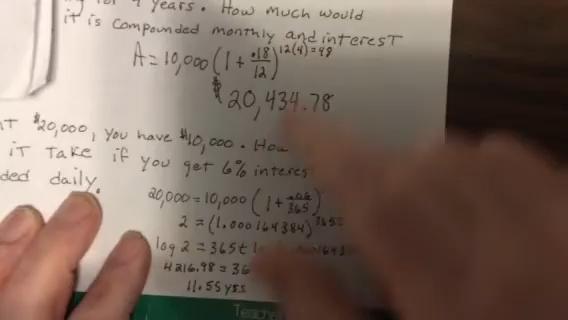 for 4 years. How much would
it is compounded monthly and interest
A = 10,000 (1 + .18/12)^12(4)=48
$20,434.78
$20,000, you have $10,000. How
it take if you get 6% interes
ded daily.
20,000 = 10,000 (1 + .06/365)
2 = (1.000164384)^365
log 2 = 365t
4216.98 = 36
11.55 yrs
Teache